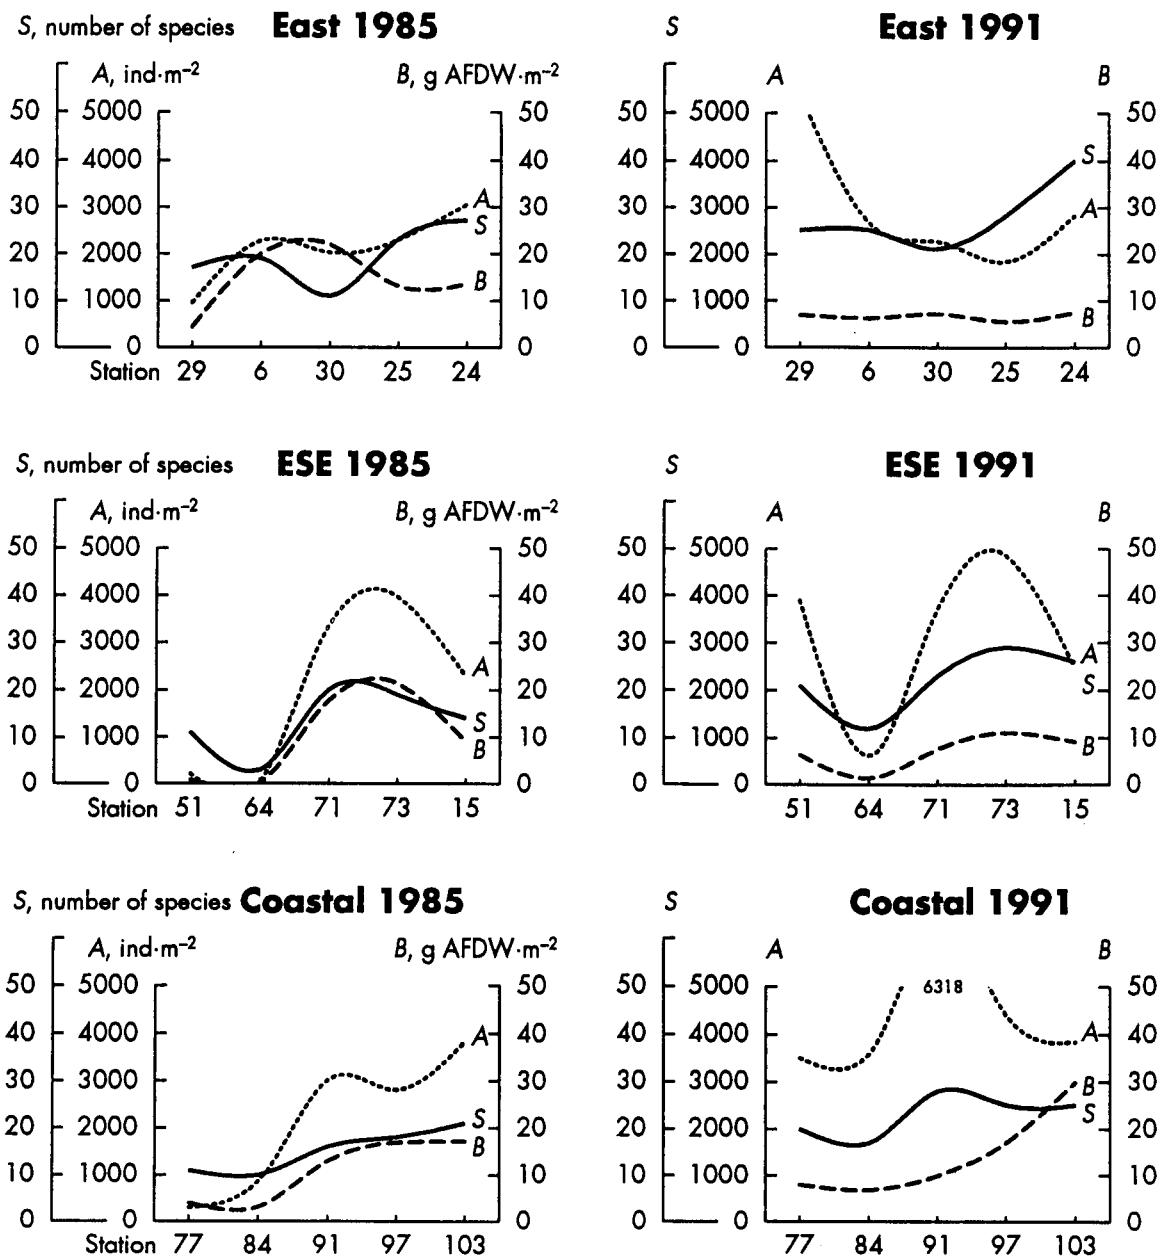 S, number of species East 1985 S East 1991
A, ind·m⁻² B, g AFDW·m⁻² A B
50 5000 50 50 5000 50
40 4000 40 40 4000 S 40
30 3000 A 30 30 3000 A 30
S
20 2000 20 20 2000 20
B
10 1000 10 10 1000 B 10
0 0 0 0 0 0
Station 29 6 30 25 24 29 6 30 25 24
S, number of species ESE 1985 S ESE 1991
A, ind·m⁻² B, g AFDW·m⁻² A B
50 5000 50 50 5000 50
40 4000 40 40 4000 40
30 3000 30 30 3000 A 30
A
20 2000 20 20 2000 S 20
S
10 1000 B 10 10 1000 B 10
0 0 0 0 0 0
Station 51 64 71 73 15 51 64 71 73 15
S, number of species Coastal 1985 S Coastal 1991
A, ind·m⁻² B, g AFDW·m⁻² A B
50 5000 50 50 5000 6318 50
40 4000 A 40 40 4000 A 40
30 3000 30 30 3000 B 30
20 2000 S 20 20 2000 S 20
B
10 1000 10 10 1000 10
0 0 0 0 0 0
Station 77 84 91 97 103 77 84 91 97 103